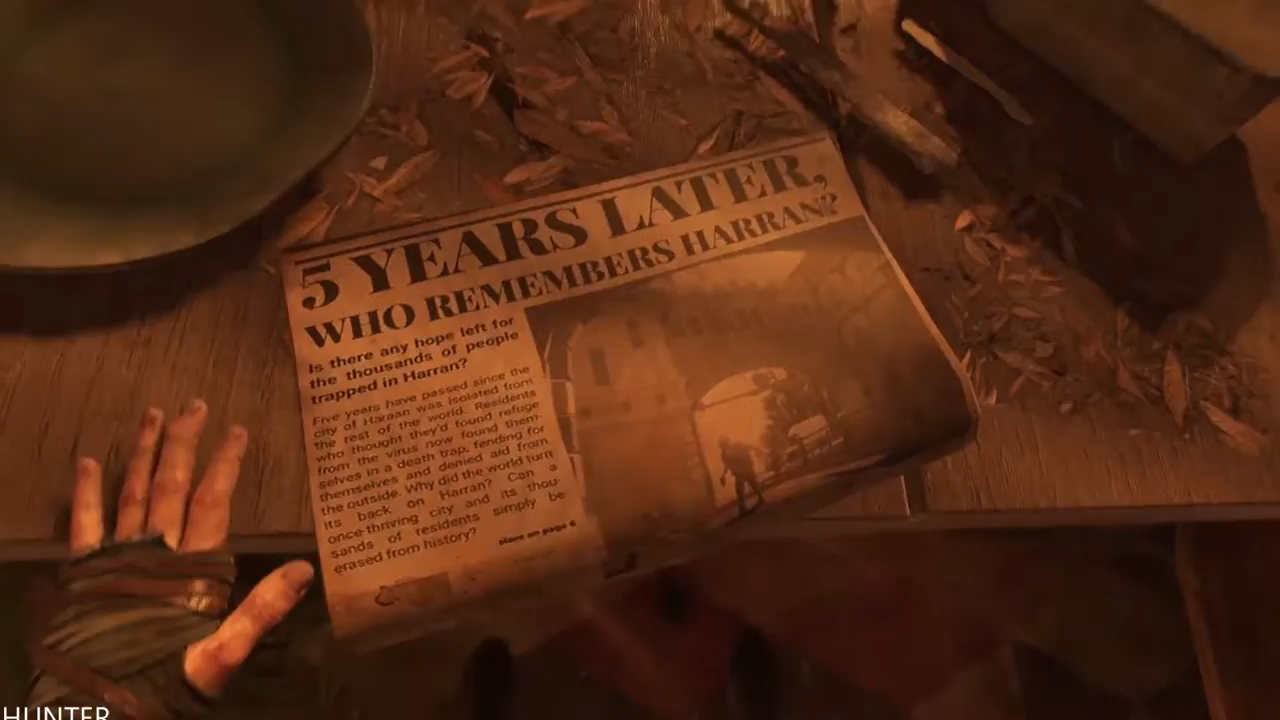 5 YEARS LATER,
WHO REMEMBERS HARRAN?
Is there any hope left for
the thousands of people
trapped in Harran?
Five years have passed since the
city of Haraan was isolated from
the rest of the world. Residents
who thought they'd found refuge
from the virus now found them-
selves in a death trap, fending for
themselves and denied aid from
the outside. Why did the world turn
its back on Harran? Can a
once-thriving city and its thou-
sands of residents simply be
erased from history?
More on page 6
HUNTER